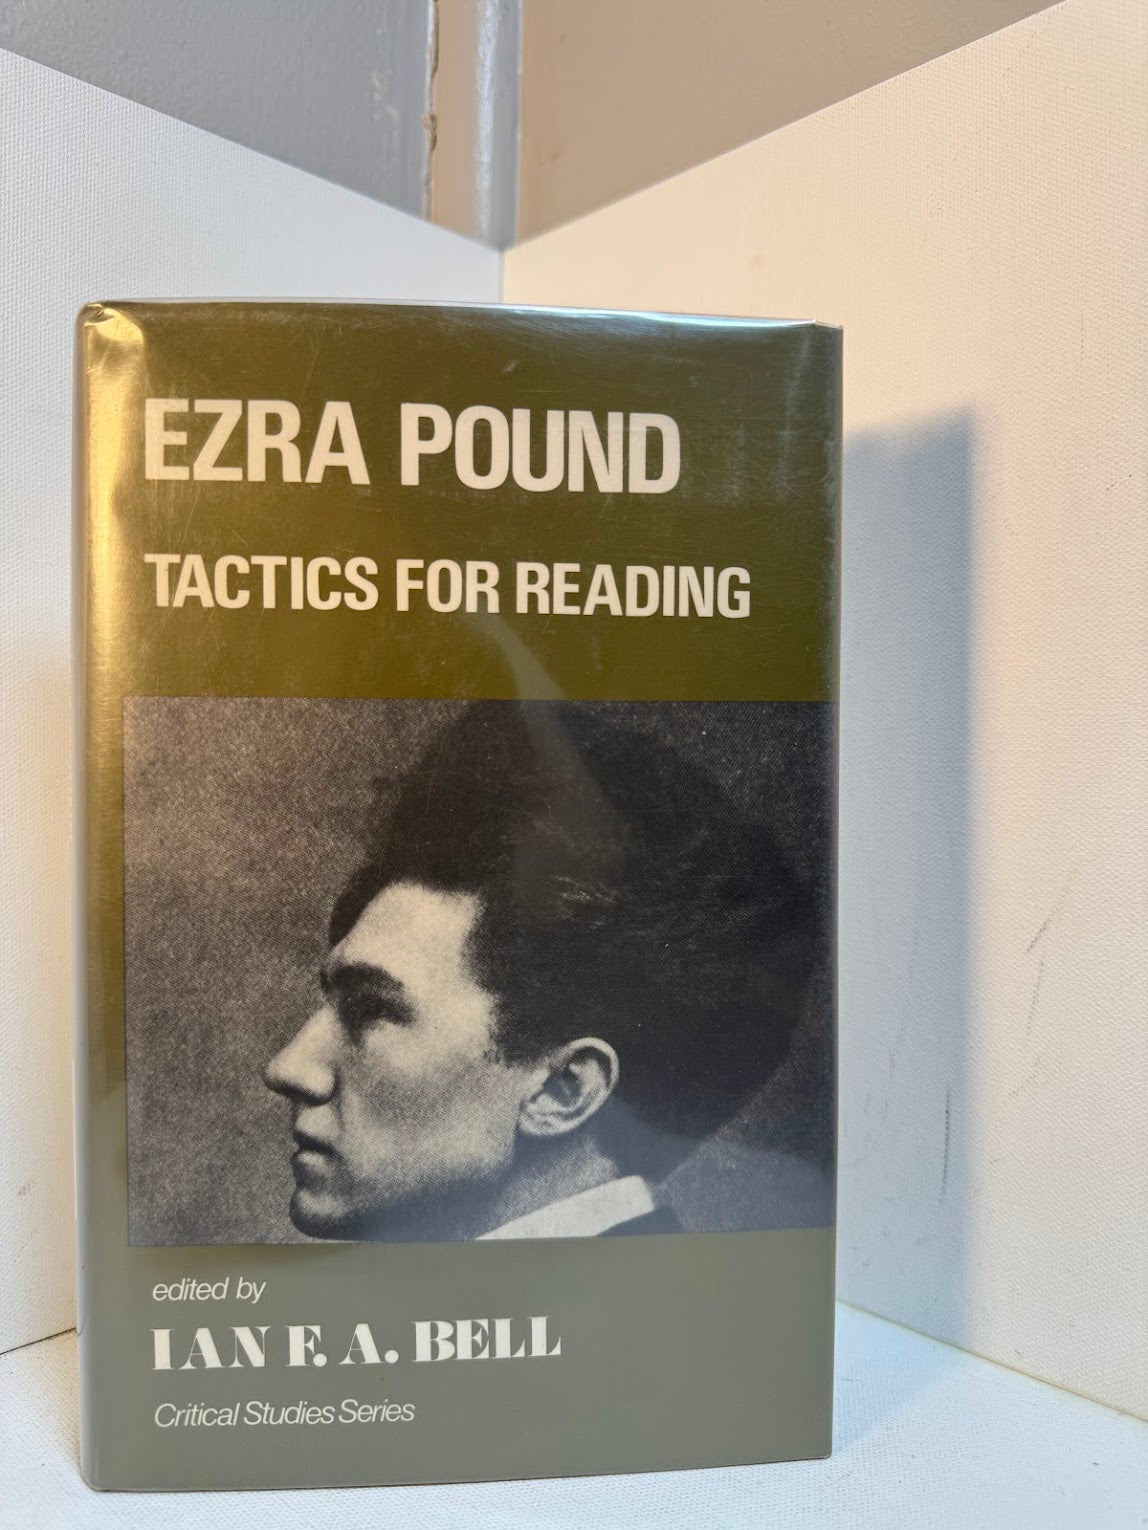 EZRA POUND
TACTICS FOR READING
edited by
IAN F. A. BELL
Critical Studies Series